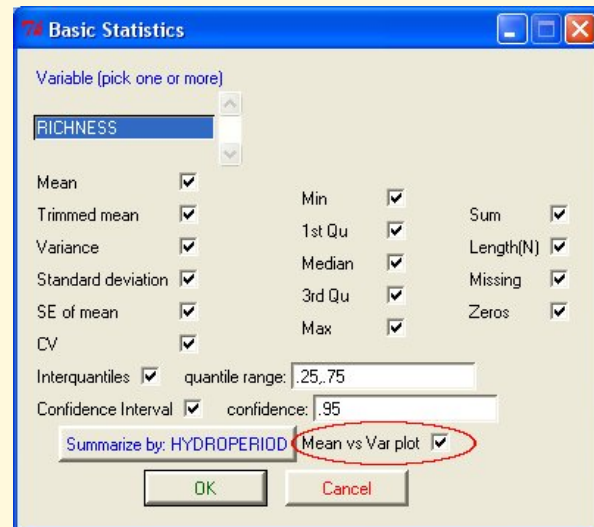 Basic Statistics
Variable (pick one or more)
RICHNESS
Mean
Trimmed mean
Variance
Standard deviation
SE of mean
CV
Min
1st Qu
Median
3rd Qu
Max
Sum
Length(N)
Missing
Zeros
Interquantiles quantile range: .25,.75
Confidence Interval confidence: .95
Summarize by: HYDROPERIOD Mean vs Var plot
OK Cancel